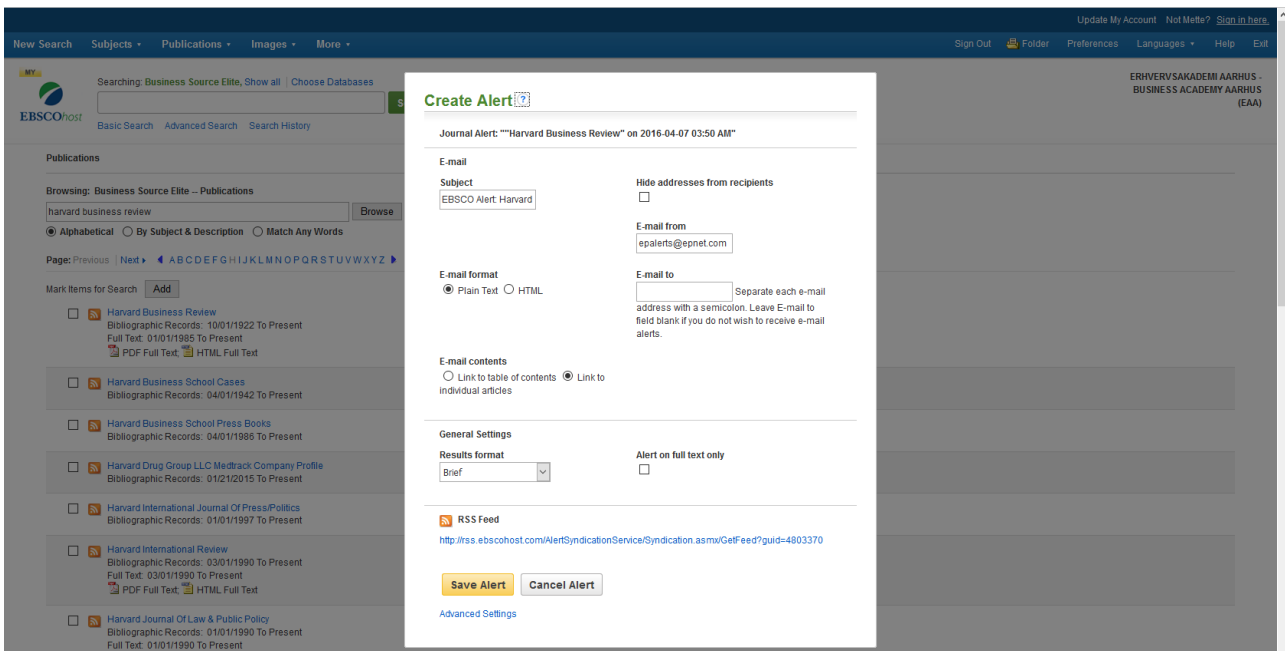 Update My Account Not Mette? Sign in here.
New Search Subjects Publications Images More Sign Out Folder Preferences Languages Help Exit
MY
EBSCOhost
Searching: Business Source Elite, Show all | Choose Databases
S
Basic Search Advanced Search Search History
ERHVERVSAKADEMI AARHUS -
BUSINESS ACADEMY AARHUS
(EAA)
Publications
Browsing: Business Source Elite -- Publications
harvard business review Browse
Alphabetical By Subject & Description Match Any Words
Page: Previous | Next A B C D E F G H I J K L M N O P Q R S T U V W X Y Z
Mark Items for Search Add
Harvard Business Review
Bibliographic Records: 10/01/1922 To Present
Full Text: 01/01/1985 To Present
PDF Full Text; HTML Full Text
Harvard Business School Cases
Bibliographic Records: 04/01/1942 To Present
Harvard Business School Press Books
Bibliographic Records: 04/01/1986 To Present
Harvard Drug Group LLC Medtrack Company Profile
Bibliographic Records: 01/21/2015 To Present
Harvard International Journal Of Press/Politics
Bibliographic Records: 01/01/1997 To Present
Harvard International Review
Bibliographic Records: 03/01/1990 To Present
Full Text: 03/01/1990 To Present
PDF Full Text; HTML Full Text
Harvard Journal Of Law & Public Policy
Bibliographic Records: 01/01/1990 To Present
Full Text: 01/01/1990 To Present
Create Alert ?
Journal Alert: ""Harvard Business Review" on 2016-04-07 03:50 AM"
E-mail
Subject
EBSCO Alert: Harvard
Hide addresses from recipients
E-mail from
epalerts@epnet.com
E-mail format
Plain Text HTML
E-mail to
Separate each e-mail
address with a semicolon. Leave E-mail to
field blank if you do not wish to receive e-mail
alerts.
E-mail contents
Link to table of contents Link to
individual articles
General Settings
Results format
Brief
Alert on full text only
RSS Feed
http://rss.ebscohost.com/AlertSyndicationService/Syndication.asmx/GetFeed?guid=4803370
Save Alert Cancel Alert
Advanced Settings